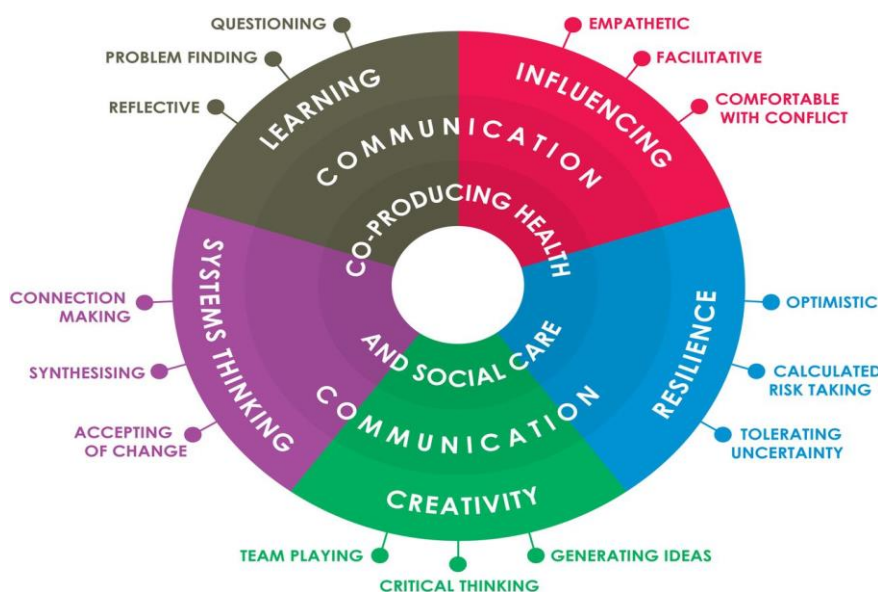 QUESTIONING
PROBLEM FINDING
REFLECTIVE
LEARNING
EMPATHETIC
FACILITATIVE
COMFORTABLE
WITH CONFLICT
INFLUENCING
COMMUNICATION
CO-PRODUCING HEALTH
AND SOCIAL CARE
COMMUNICATION
SYSTEMS THINKING
CONNECTION
MAKING
SYNTHESISING
ACCEPTING
OF CHANGE
RESILIENCE
OPTIMISTIC
CALCULATED
RISK TAKING
TOLERATING
UNCERTAINTY
CREATIVITY
TEAM PLAYING
CRITICAL THINKING
GENERATING IDEAS